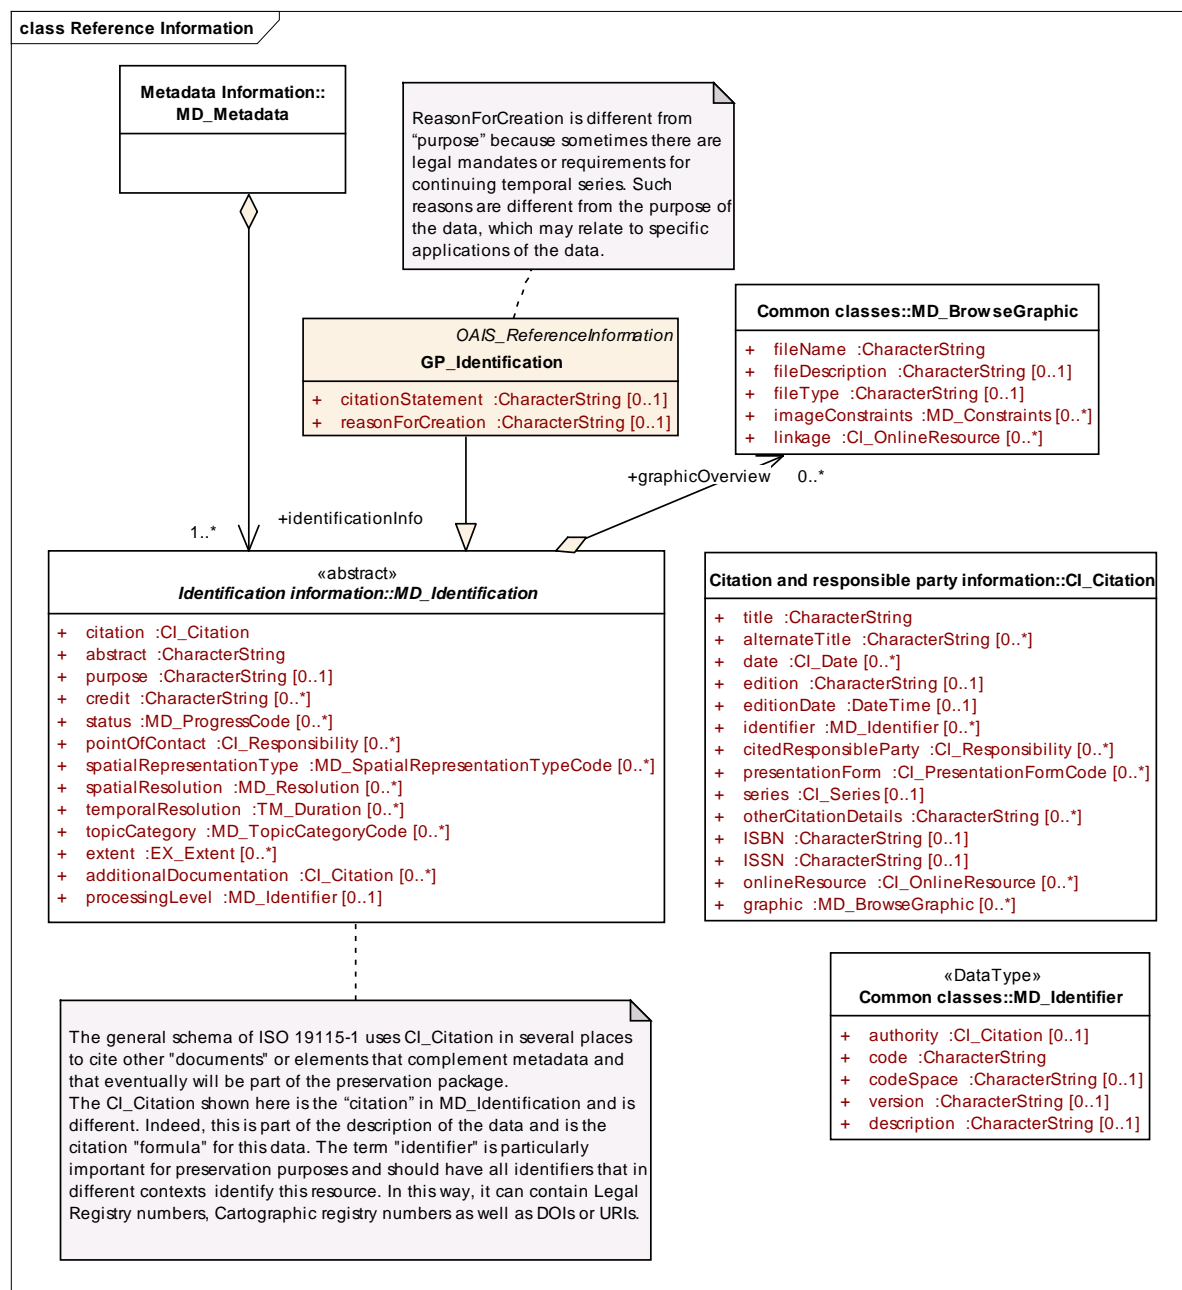 class Reference Information
Metadata Information::
MD_Metadata
ReasonForCreation is different from
“purpose” because sometimes there are
legal mandates or requirements for
continuing temporal series. Such
reasons are different from the purpose of
the data, which may relate to specific
applications of the data.
OAIS_ReferenceInformation
GP_Identification
+ citationStatement :CharacterString [0..1]
+ reasonForCreation :CharacterString [0..1]
Common classes::MD_BrowseGraphic
+ fileName :CharacterString
+ fileDescription :CharacterString [0..1]
+ fileType :CharacterString [0..1]
+ imageConstraints :MD_Constraints [0..*]
+ linkage :CI_OnlineResource [0..*]
+graphicOverview 0..*
+identificationInfo
1..*
«abstract»
Identification information::MD_Identification
+ citation :CI_Citation
+ abstract :CharacterString
+ purpose :CharacterString [0..1]
+ credit :CharacterString [0..*]
+ status :MD_ProgressCode [0..*]
+ pointOfContact :CI_Responsibility [0..*]
+ spatialRepresentationType :MD_SpatialRepresentationTypeCode [0..*]
+ spatialResolution :MD_Resolution [0..*]
+ temporalResolution :TM_Duration [0..*]
+ topicCategory :MD_TopicCategoryCode [0..*]
+ extent :EX_Extent [0..*]
+ additionalDocumentation :CI_Citation [0..*]
+ processingLevel :MD_Identifier [0..1]
Citation and responsible party information::CI_Citation
+ title :CharacterString
+ alternateTitle :CharacterString [0..*]
+ date :CI_Date [0..*]
+ edition :CharacterString [0..1]
+ editionDate :DateTime [0..1]
+ identifier :MD_Identifier [0..*]
+ citedResponsibleParty :CI_Responsibility [0..*]
+ presentationForm :CI_PresentationFormCode [0..*]
+ series :CI_Series [0..1]
+ otherCitationDetails :CharacterString [0..*]
+ ISBN :CharacterString [0..1]
+ ISSN :CharacterString [0..1]
+ onlineResource :CI_OnlineResource [0..*]
+ graphic :MD_BrowseGraphic [0..*]
«DataType»
Common classes::MD_Identifier
+ authority :CI_Citation [0..1]
+ code :CharacterString
+ codeSpace :CharacterString [0..1]
+ version :CharacterString [0..1]
+ description :CharacterString [0..1]
The general schema of ISO 19115-1 uses CI_Citation in several places
to cite other "documents" or elements that complement metadata and
that eventually will be part of the preservation package.
The CI_Citation shown here is the “citation” in MD_Identification and is
different. Indeed, this is part of the description of the data and is the
citation "formula" for this data. The term "identifier" is particularly
important for preservation purposes and should have all identifiers that in
different contexts identify this resource. In this way, it can contain Legal
Registry numbers, Cartographic registry numbers as well as DOIs or URIs.